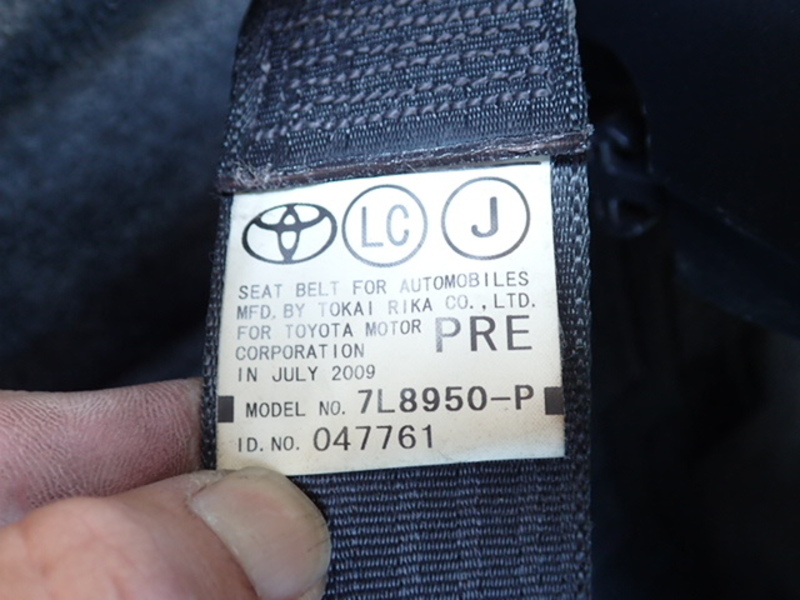 LC J
SEAT BELT FOR AUTOMOBILES
MFD. BY TOKAI RIKA CO., LTD.
FOR TOYOTA MOTOR
CORPORATION
PRE
IN JULY 2009
MODEL NO. 7L8950-P
ID. NO. 047761